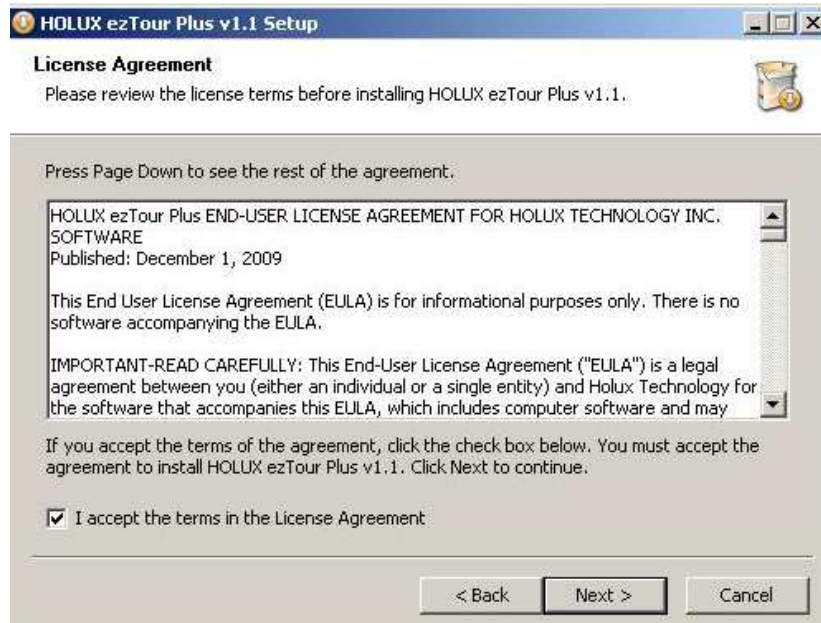 HOLUX ezTour Plus v1.1 Setup
License Agreement
Please review the license terms before installing HOLUX ezTour Plus v1.1.
Press Page Down to see the rest of the agreement.
HOLUX ezTour Plus END-USER LICENSE AGREEMENT FOR HOLUX TECHNOLOGY INC.
SOFTWARE
Published: December 1, 2009
This End User License Agreement (EULA) is for informational purposes only. There is no
software accompanying the EULA.
IMPORTANT-READ CAREFULLY: This End-User License Agreement ("EULA") is a legal
agreement between you (either an individual or a single entity) and Holux Technology for
the software that accompanies this EULA, which includes computer software and may
If you accept the terms of the agreement, click the check box below. You must accept the
agreement to install HOLUX ezTour Plus v1.1. Click Next to continue.
I accept the terms in the License Agreement
< Back Next > Cancel